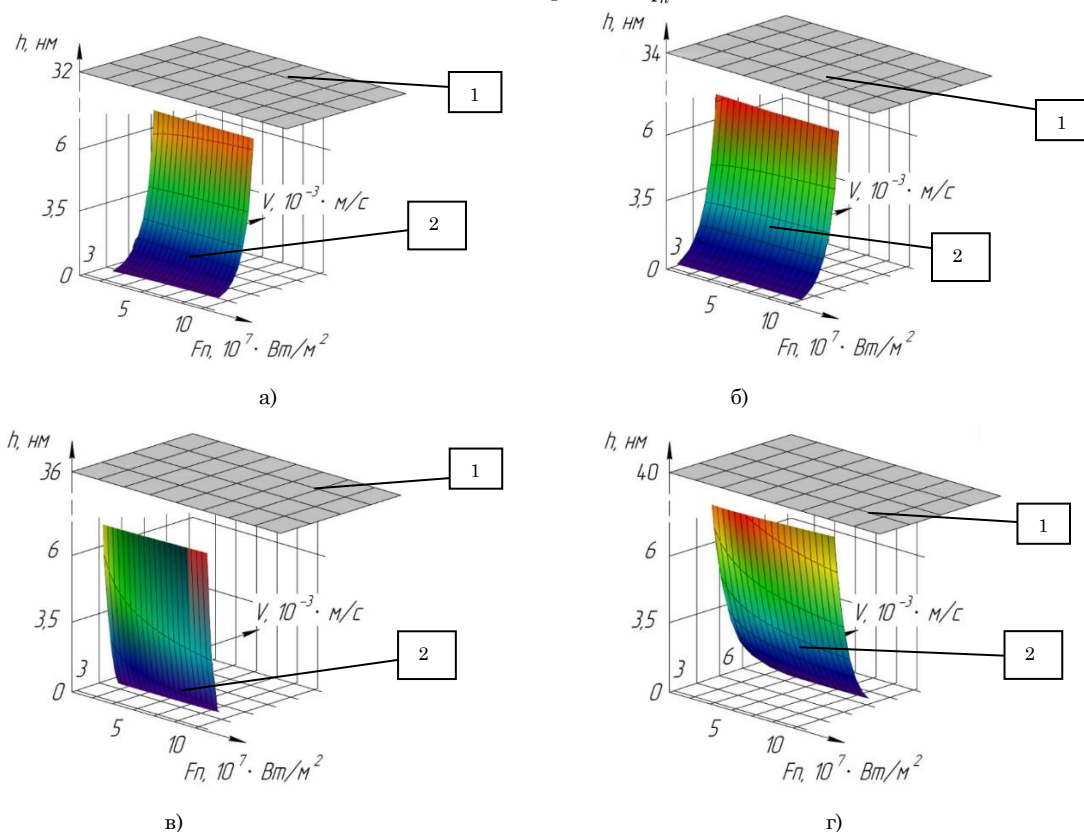 h, нм
32
6
3,5
0
3
5
10
V, 10⁻³ · м/с
Fп, 10⁷ · Вт/м²
1
2
а)
h, нм
34
6
3,5
0
3
5
10
V, 10⁻³ · м/с
Fп, 10⁷ · Вт/м²
1
2
б)
h, нм
36
6
3,5
0
3
5
10
V, 10⁻³ · м/с
Fп, 10⁷ · Вт/м²
1
2
в)
h, нм
40
6
3,5
0
3
6
5
10
V, 10⁻³ · м/с
Fп, 10⁷ · Вт/м²
1
2
г)